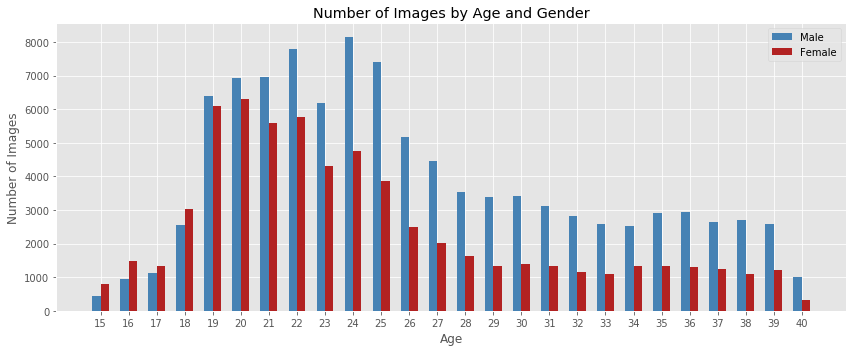 Number of Images by Age and Gender
Male
Female
Number of Images
8000
7000
6000
5000
4000
3000
2000
1000
0
15 16 17 18 19 20 21 22 23 24 25 26 27 28 29 30 31 32 33 34 35 36 37 38 39 40
Age